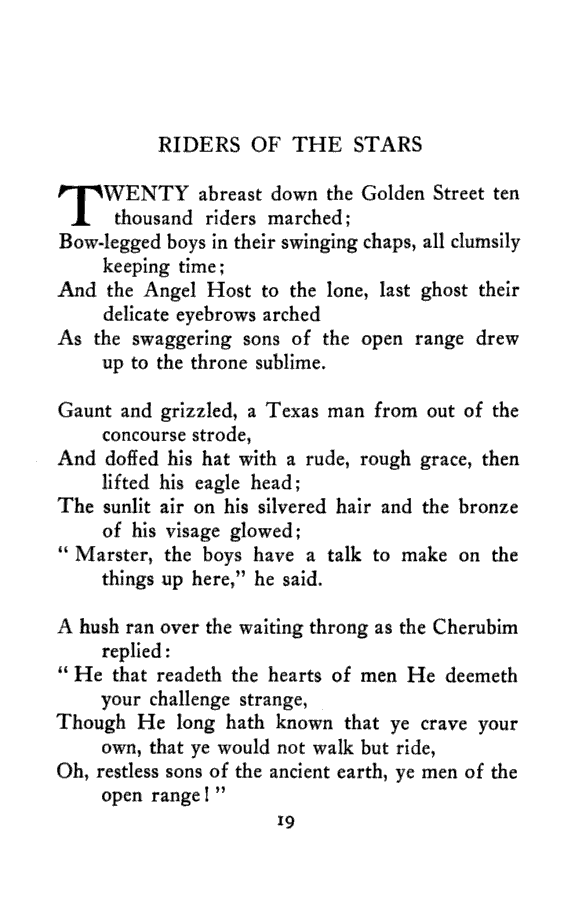 RIDERS OF THE STARS
TWENTY abreast down the Golden Street ten
thousand riders marched;
Bow-legged boys in their swinging chaps, all clumsily
keeping time;
And the Angel Host to the lone, last ghost their
delicate eyebrows arched
As the swaggering sons of the open range drew
up to the throne sublime.
Gaunt and grizzled, a Texas man from out of the
concourse strode,
And doffed his hat with a rude, rough grace, then
lifted his eagle head;
The sunlit air on his silvered hair and the bronze
of his visage glowed;
“ Marster, the boys have a talk to make on the
things up here,” he said.
A hush ran over the waiting throng as the Cherubim
replied:
“ He that readeth the hearts of men He deemeth
your challenge strange,
Though He long hath known that ye crave your
own, that ye would not walk but ride,
Oh, restless sons of the ancient earth, ye men of the
open range! ”
19